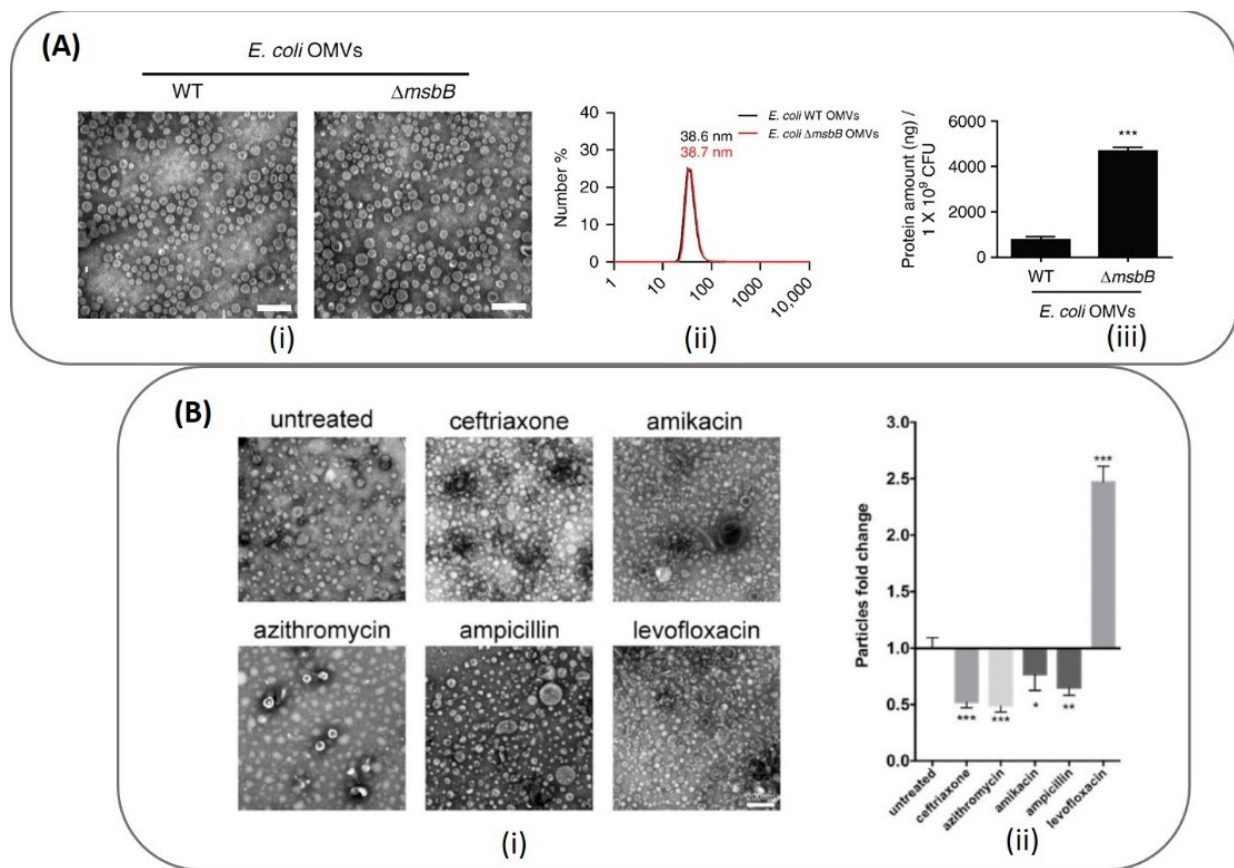 (A)
E. coli OMVs
WT
ΔmsbB
(i)
40
30
20
10
0
Number %
38.6 nm
38.7 nm
E. coli WT OMVs
E. coli ΔmsbB OMVs
1
10
100
1000
10,000
(ii)
Protein amount (ng) /
1 X 10⁹ CFU
6000
4000
2000
0
***
WT
ΔmsbB
E. coli OMVs
(iii)
(B)
untreated
ceftriaxone
amikacin
azithromycin
ampicillin
levofloxacin
(i)
Particles fold change
3.0
2.5
2.0
1.5
1.0
0.5
0.0
***
***
*
**
***
untreated
ceftriaxone
azithromycin
amikacin
ampicillin
levofloxacin
(ii)